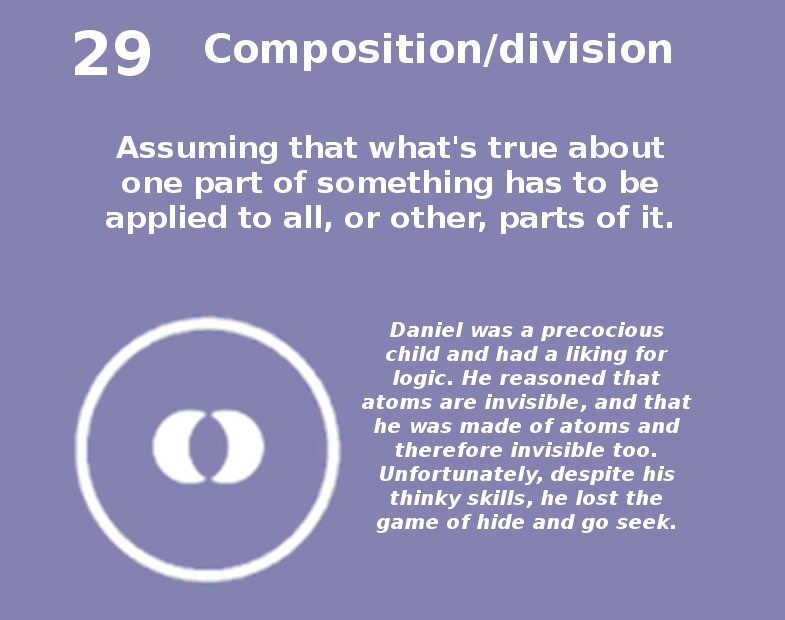 29 Composition/division
Assuming that what's true about
one part of something has to be
applied to all, or other, parts of it.
Daniel was a precocious
child and had a liking for
logic. He reasoned that
atoms are invisible, and that
he was made of atoms and
therefore invisible too.
Unfortunately, despite his
thinky skills, he lost the
game of hide and go seek.